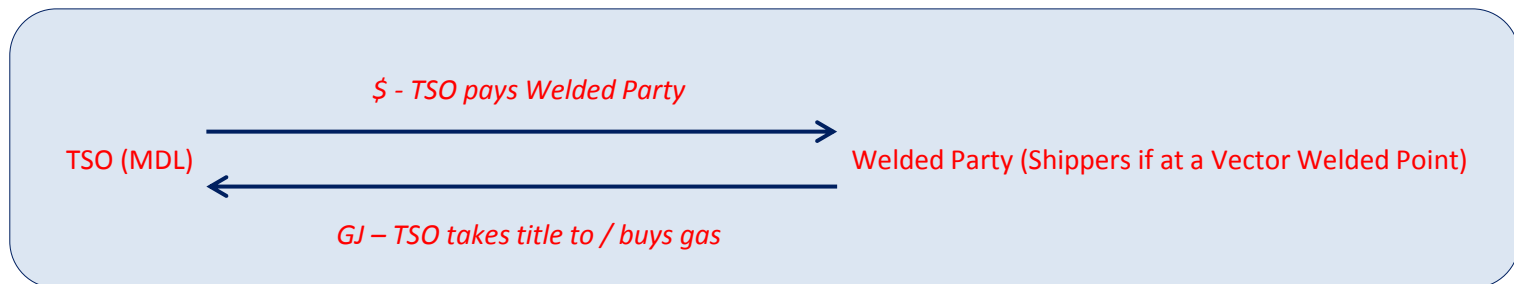 $ - TSO pays Welded Party
TSO (MDL)
Welded Party (Shippers if at a Vector Welded Point)
GJ – TSO takes title to / buys gas